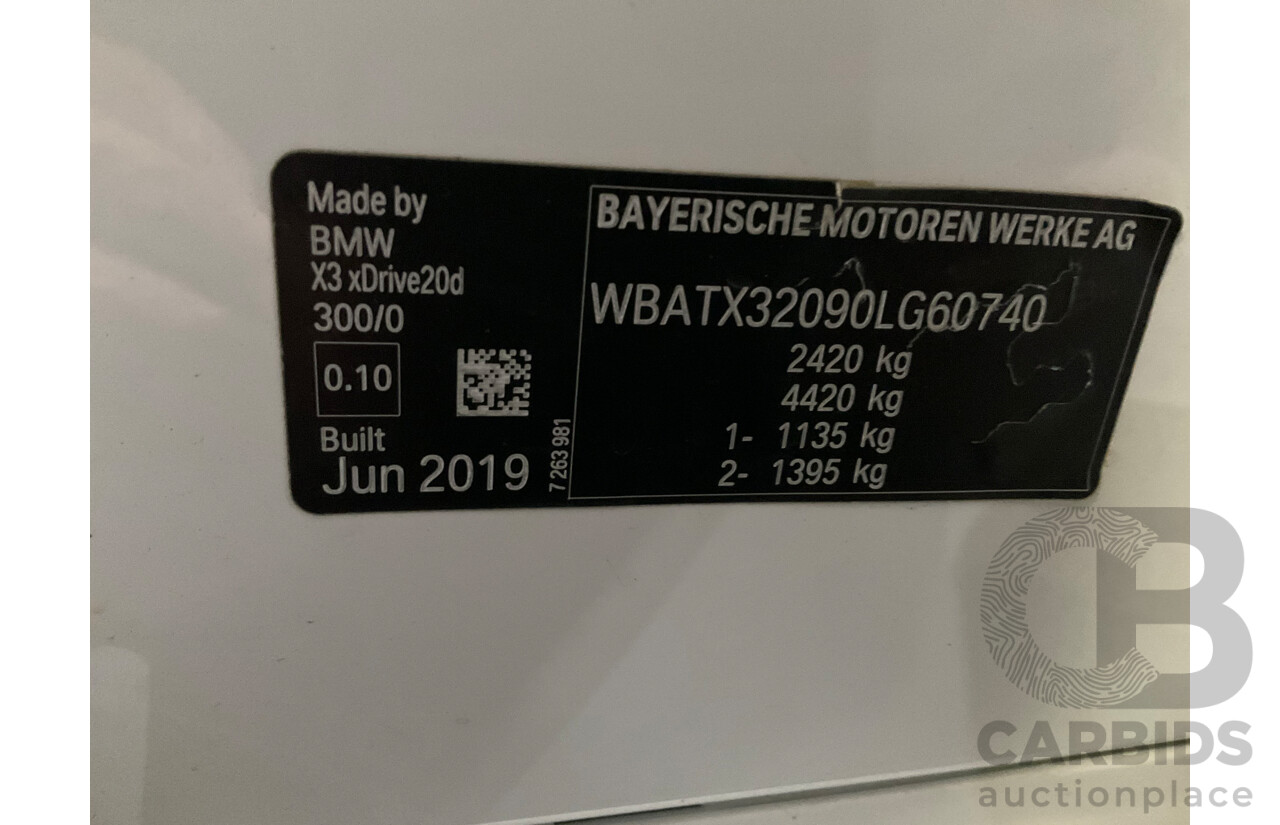 Made by
BMW
X3 xDrive20d
300/0
0.10
Built
Jun 2019
7 263 981
BAYERISCHE MOTOREN WERKE AG
WBATX32090LG60740
2420 kg
4420 kg
1- 1135 kg
2- 1395 kg
CB
CARBIDS
auctionplace